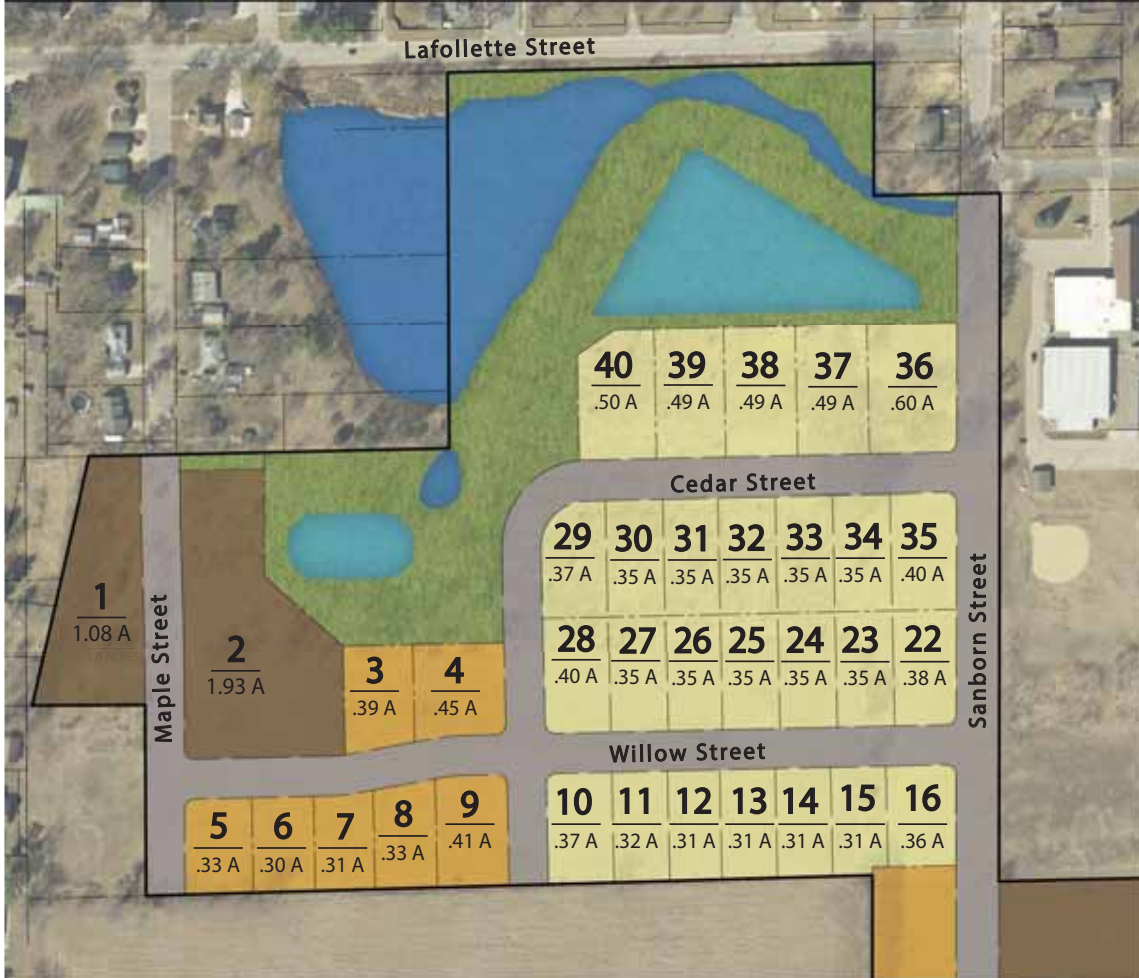 Lafollette Street
40 39 38 37 36
.50 A .49 A .49 A .49 A .60 A
Cedar Street
29 30 31 32 33 34 35
.37 A .35 A .35 A .35 A .35 A .35 A .40 A
Sanborn Street
1
1.08 A
Maple Street
2
1.93 A
3 4
.39 A .45 A
28 27 26 25 24 23 22
.40 A .35 A .35 A .35 A .35 A .35 A .38 A
Willow Street
5 6 7 8 9
.33 A .30 A .31 A .33 A .41 A
10 11 12 13 14 15 16
.37 A .32 A .31 A .31 A .31 A .31 A .36 A